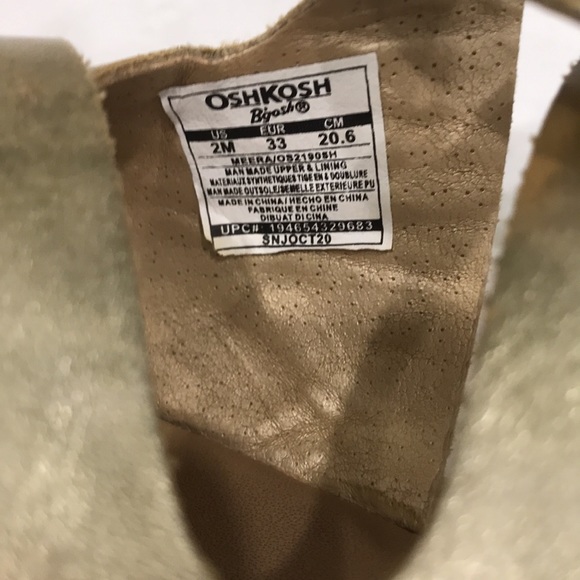 OSHKOSH
B'gosh®
US EUR CM
2M 33 20.6
MEERA/OS21905H
MAN MADE UPPER & LINING
MATERIAUX SYNTHETIQUES TIGE EN & DOUBLURE
MAN MADE OUTSOLE/SEMELLE EXTERIEURE PU
MADE IN CHINA/HECHO EN CHINA
FABRIQUE EN CHINE
DIBUAT DI CINA
UPC#: 194654329683
SNJOCT20